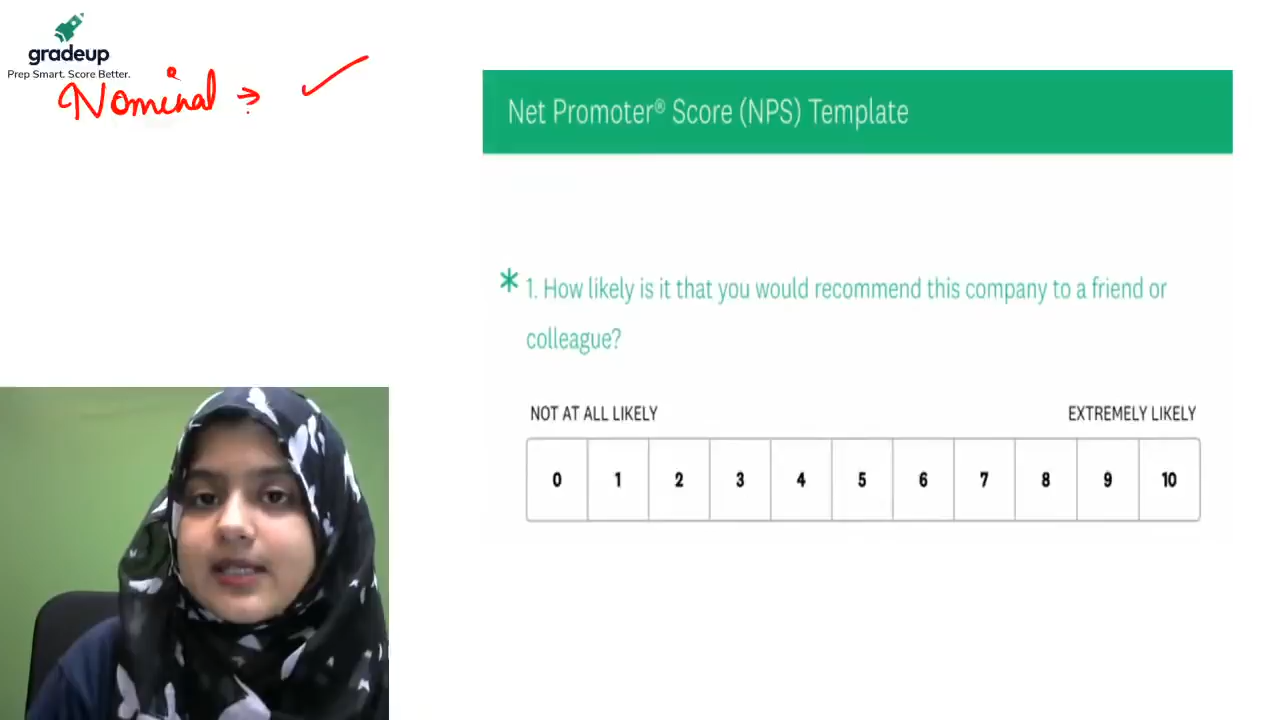 gradeup
Prep Smart. Score Better.
Nominal →
Net Promoter® Score (NPS) Template
* 1. How likely is it that you would recommend this company to a friend or
colleague?
NOT AT ALL LIKELY EXTREMELY LIKELY
0 1 2 3 4 5 6 7 8 9 10